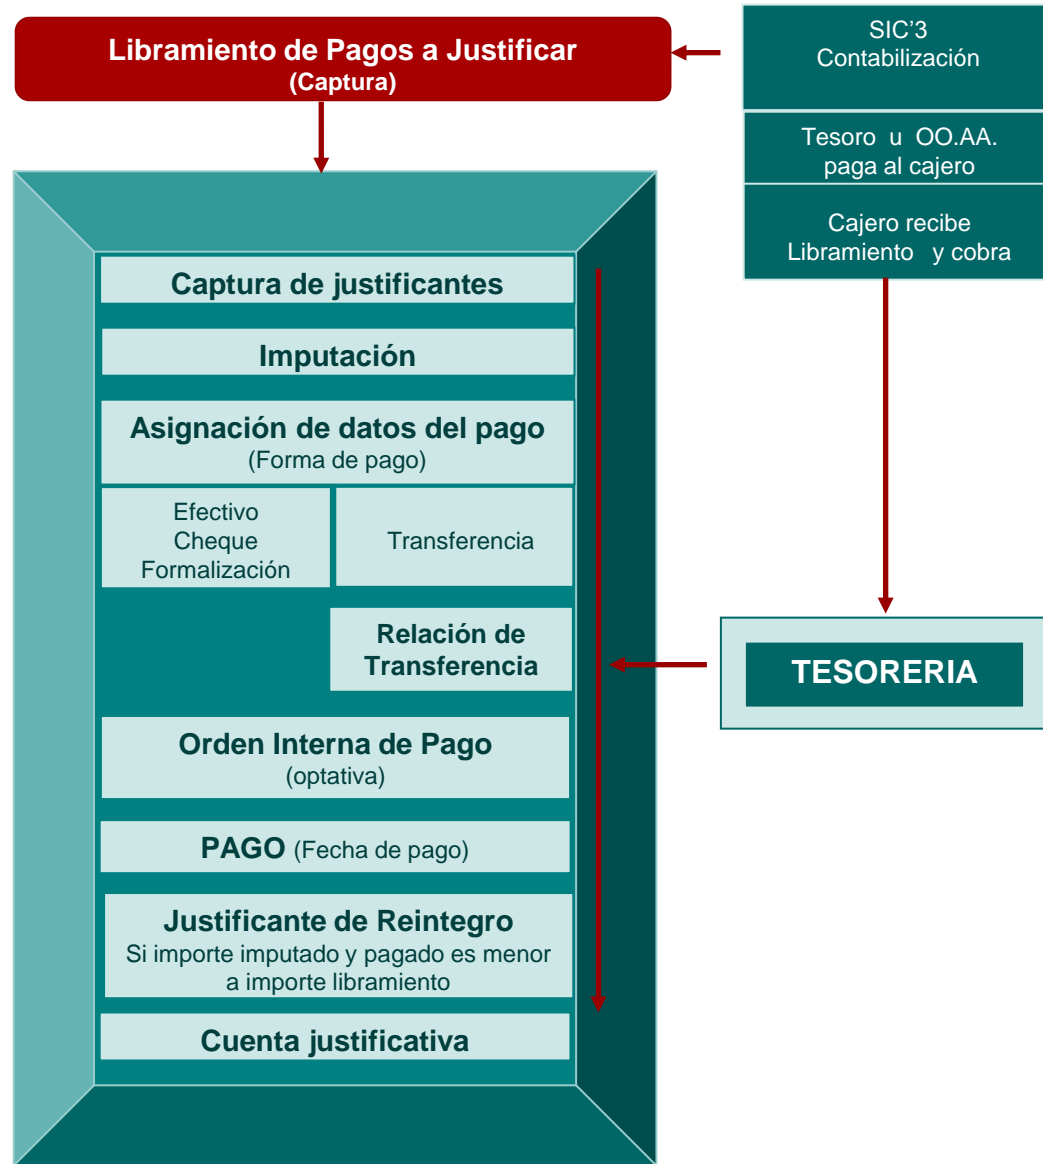 Libramiento de Pagos a Justificar
(Captura)
SIC’3
Contabilización
Tesoro u OO.AA.
paga al cajero
Cajero recibe
Libramiento y cobra
Captura de justificantes
Imputación
Asignación de datos del pago
(Forma de pago)
Efectivo
Cheque
Formalización
Transferencia
Relación de
Transferencia
TESORERIA
Orden Interna de Pago
(optativa)
PAGO (Fecha de pago)
Justificante de Reintegro
Si importe imputado y pagado es menor
a importe libramiento
Cuenta justificativa